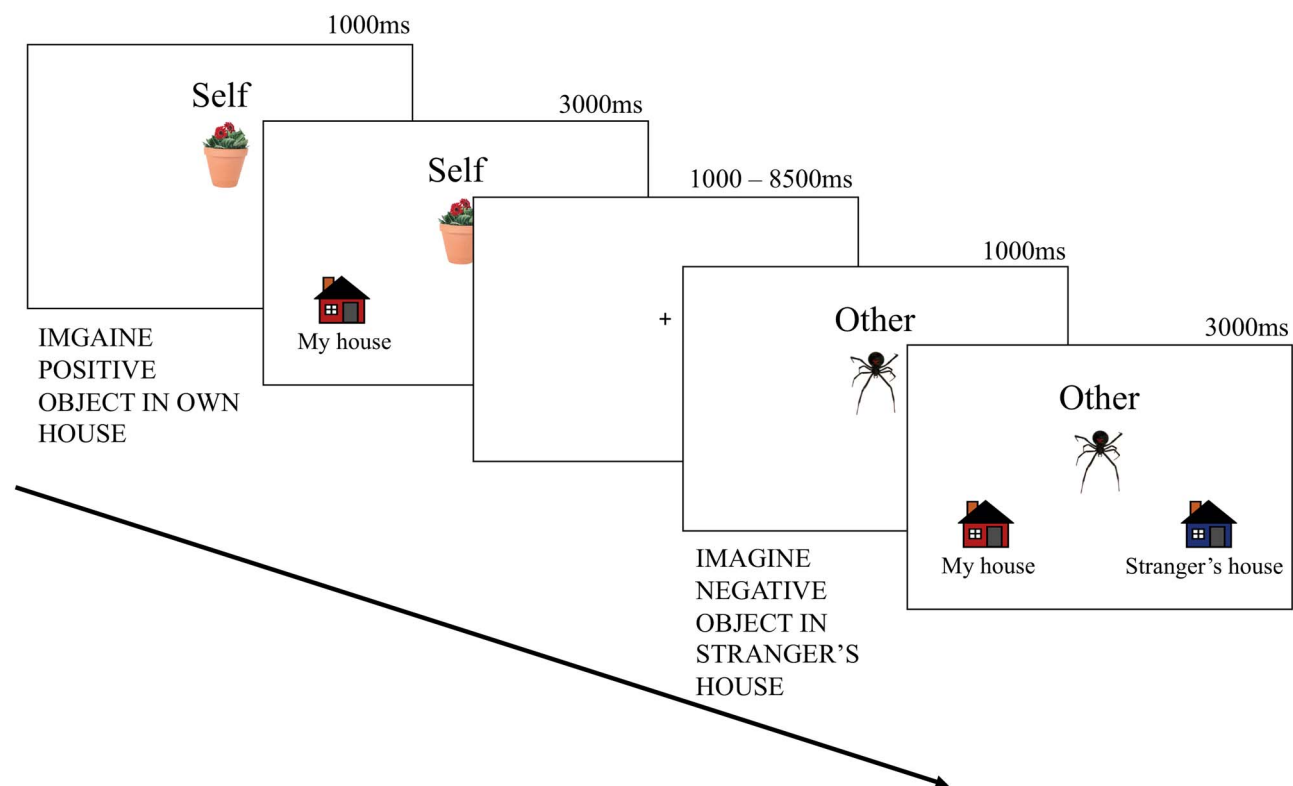 1000ms
Self
3000ms
Self
My house
IMGAINE
POSITIVE
OBJECT IN OWN
HOUSE
1000 – 8500ms
+
1000ms
Other
IMAGINE
NEGATIVE
OBJECT IN
STRANGER’S
HOUSE
3000ms
Other
My house
Stranger’s house